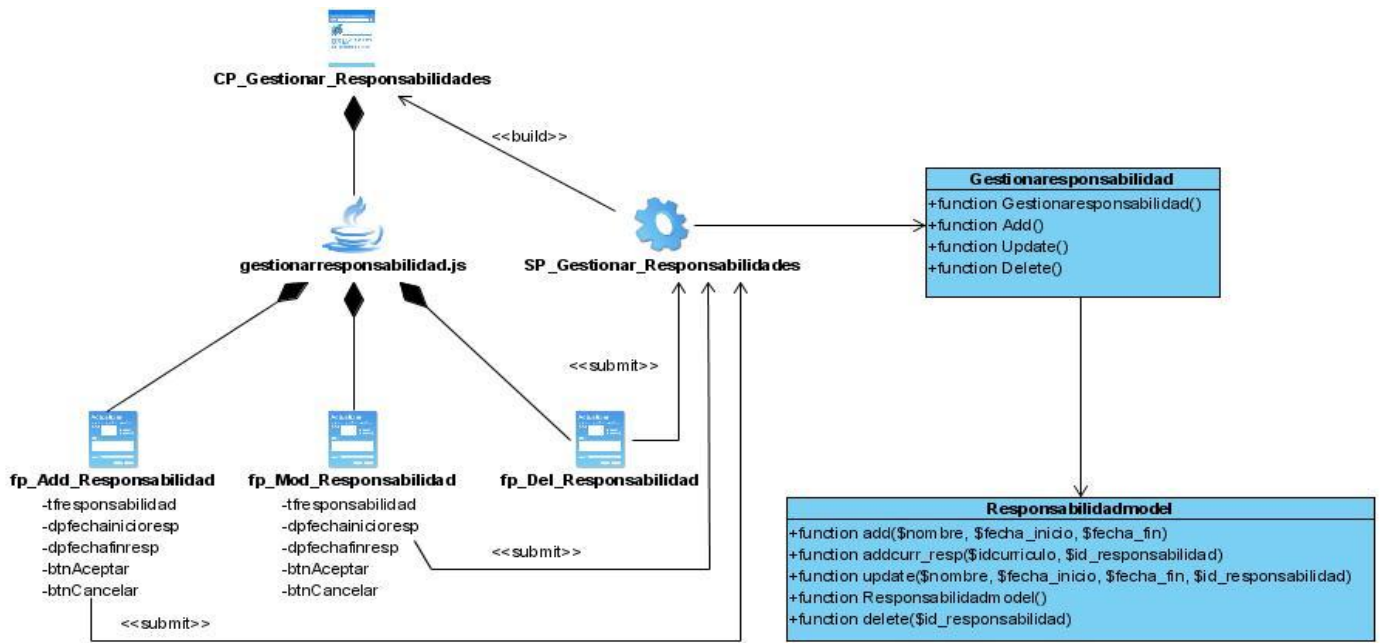 CP_Gestionar_Responsabilidades
<<build>>
gestionarresponsabilidad.js
SP_Gestionar_Responsabilidades
Gestionaresponsabilidad
+function Gestionaresponsabilidad()
+function Add()
+function Update()
+function Delete()
<<submit>>
fp_Add_Responsabilidad
-tfresponsabilidad
-dpfechainicioresp
-dpfechafinresp
-btnAceptar
-btnCancelar
<<submit>>
fp_Mod_Responsabilidad
-tfresponsabilidad
-dpfechainicioresp
-dpfechafinresp
-btnAceptar
-btnCancelar
<<submit>>
fp_Del_Responsabilidad
Responsabilidadmodel
+function add($nombre, $fecha_inicio, $fecha_fin)
+function addcurr_resp($idcurriculo, $id_responsabilidad)
+function update($nombre, $fecha_inicio, $fecha_fin, $id_responsabilidad)
+function Responsabilidadmodel()
+function delete($id_responsabilidad)